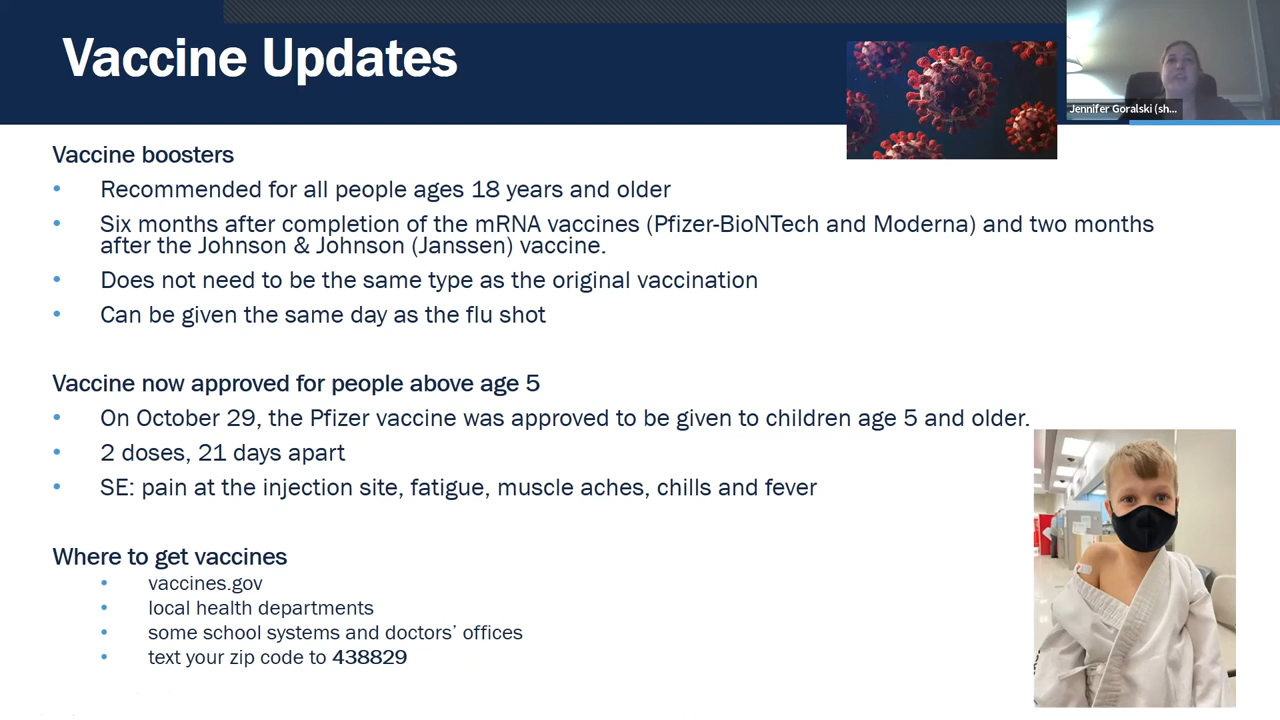 Vaccine Updates
Jennifer Goralski (sh...
Vaccine boosters
• Recommended for all people ages 18 years and older
• Six months after completion of the mRNA vaccines (Pfizer-BioNTech and Moderna) and two months
after the Johnson & Johnson (Janssen) vaccine.
• Does not need to be the same type as the original vaccination
• Can be given the same day as the flu shot
Vaccine now approved for people above age 5
• On October 29, the Pfizer vaccine was approved to be given to children age 5 and older.
• 2 doses, 21 days apart
• SE: pain at the injection site, fatigue, muscle aches, chills and fever
Where to get vaccines
• vaccines.gov
• local health departments
• some school systems and doctors’ offices
• text your zip code to 438829